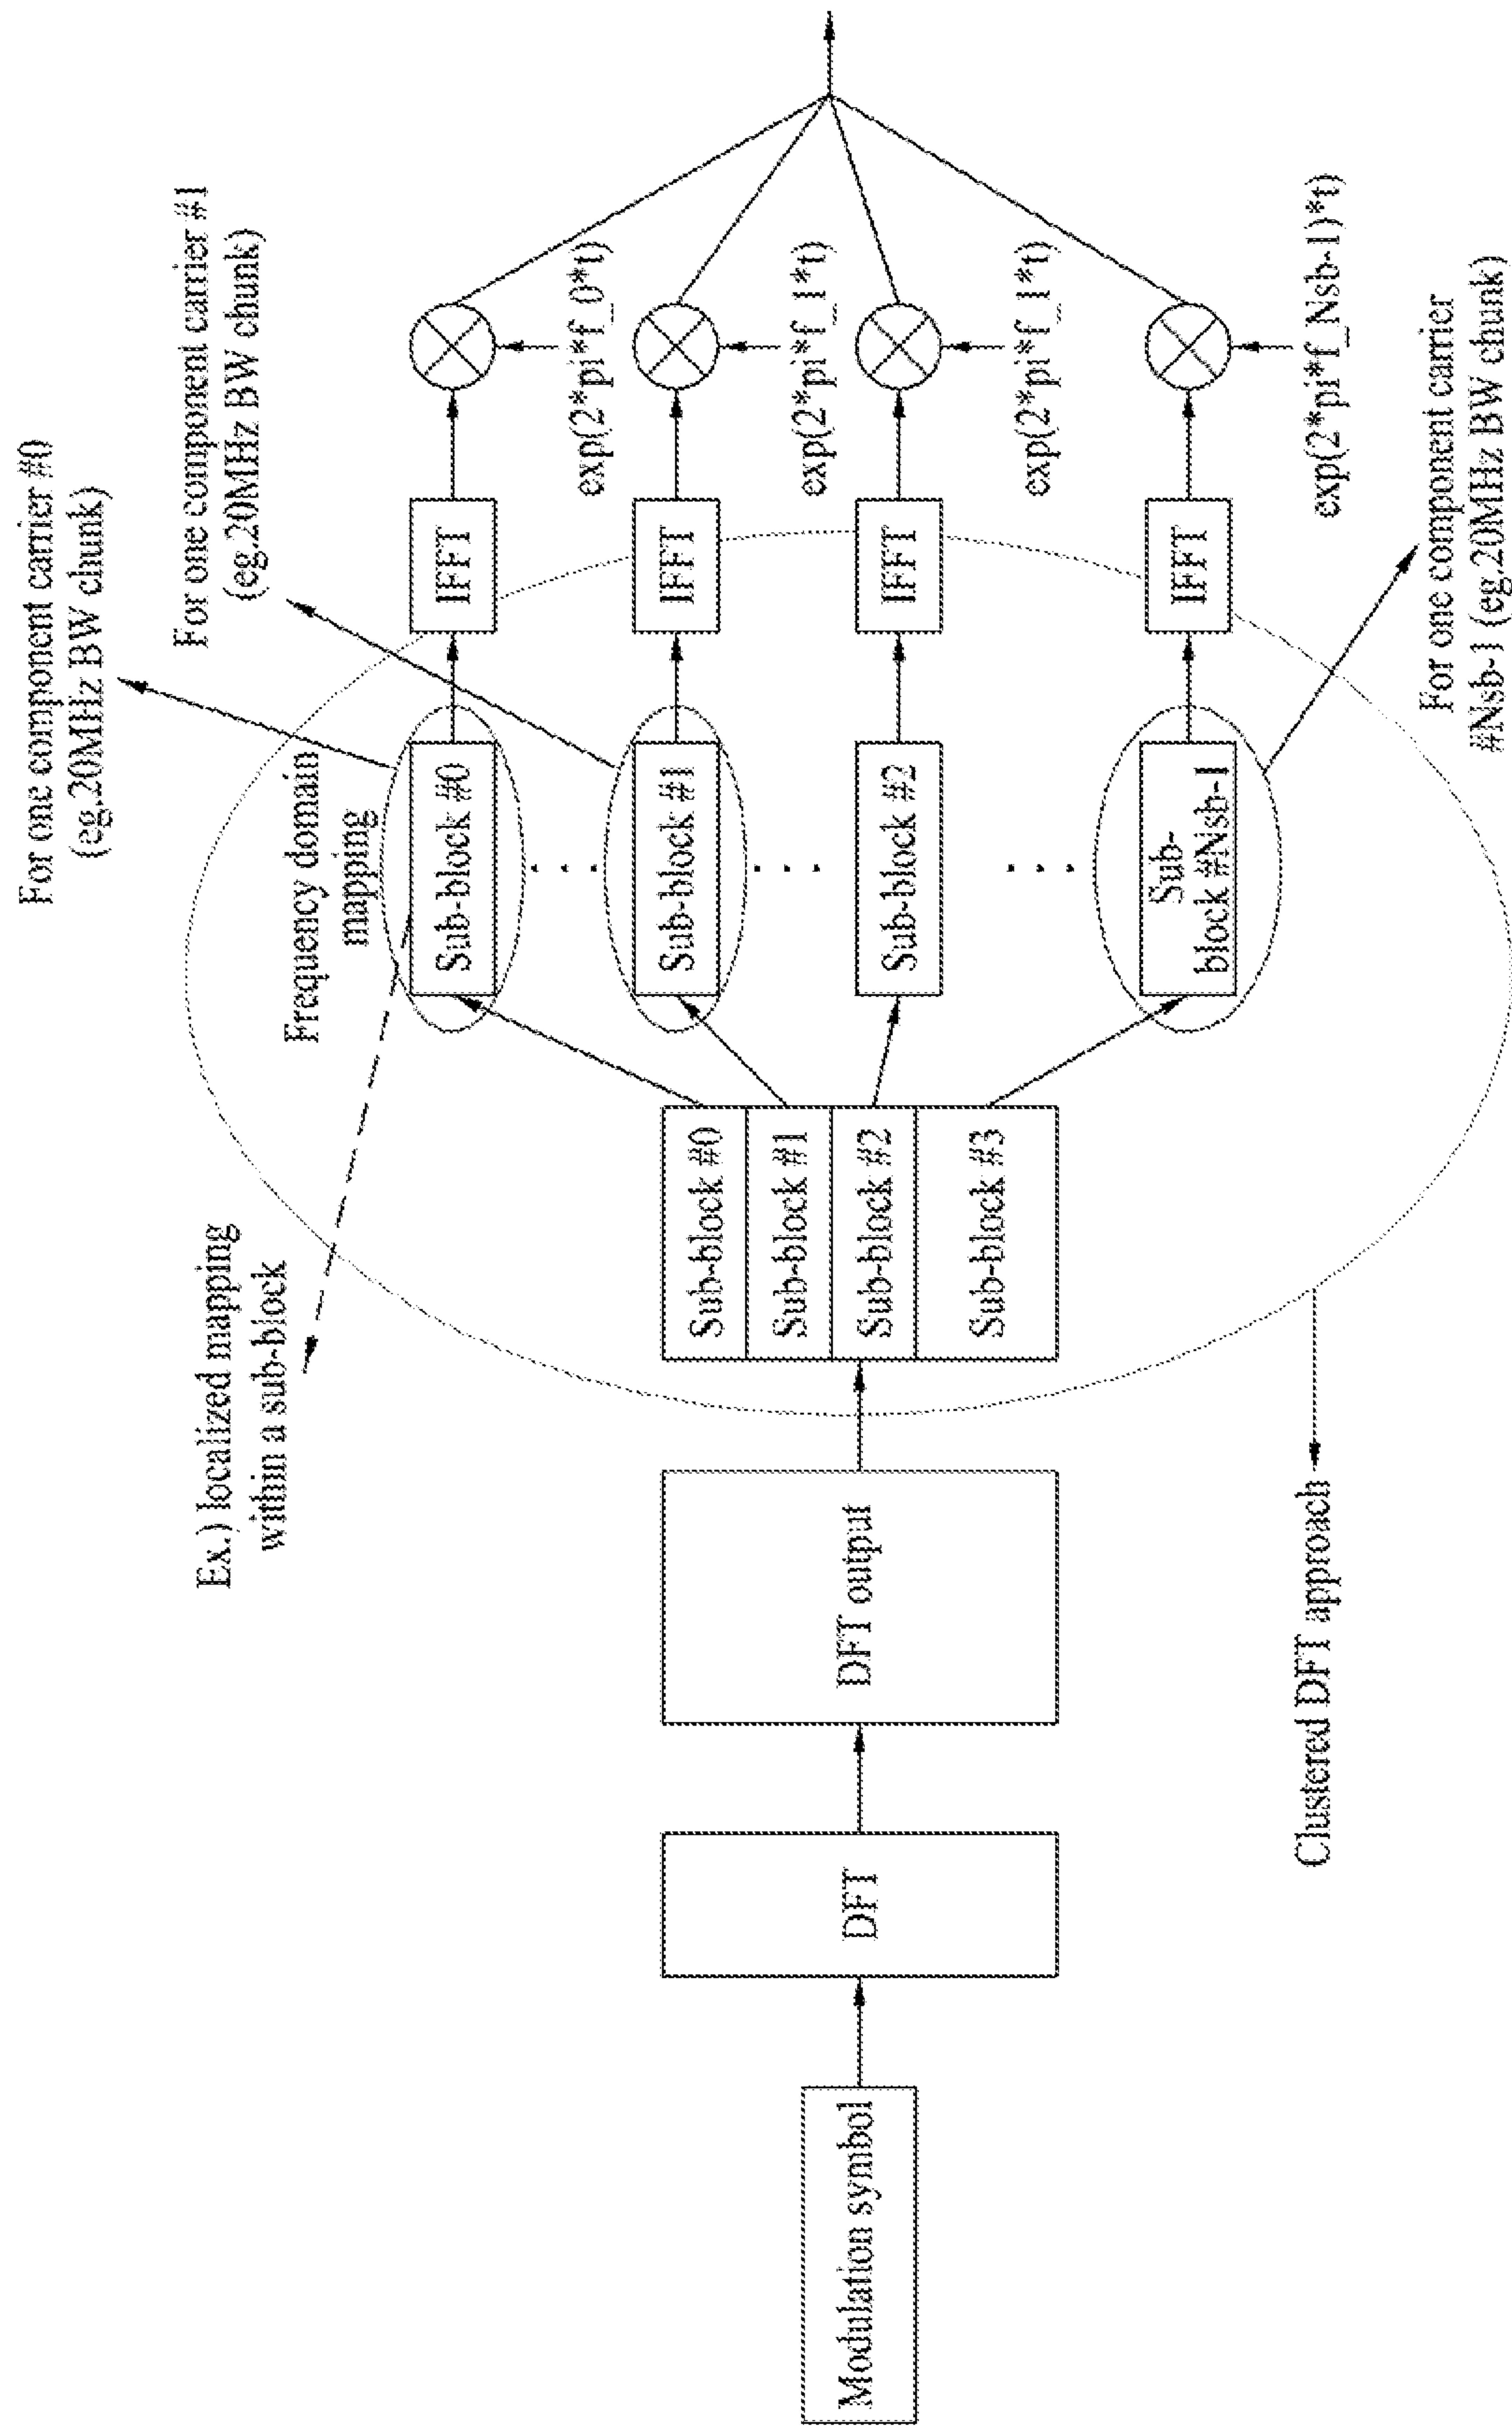 Modulation symbol
DFT
DFT output
Sub-block #0
Sub-block #1
Sub-block #2
Sub-block #3
Ex.) localized mapping
within a sub-block
Clustered DFT approach
Frequency domain
mapping
Sub-block #0
Sub-block #1
Sub-block #2
Sub-
block #Nsb-1
For one component carrier #0
(eg.20MHz BW chunk)
For one component carrier #1
(eg.20MHz BW chunk)
For one component carrier
#Nsb-1 (eg.20MHz BW chunk)
IFFT
IFFT
IFFT
IFFT
exp(2*pi*f_0*t)
exp(2*pi*f_1*t)
exp(2*pi*f_1*t)
exp(2*pi*f_Nsb-1)*t)